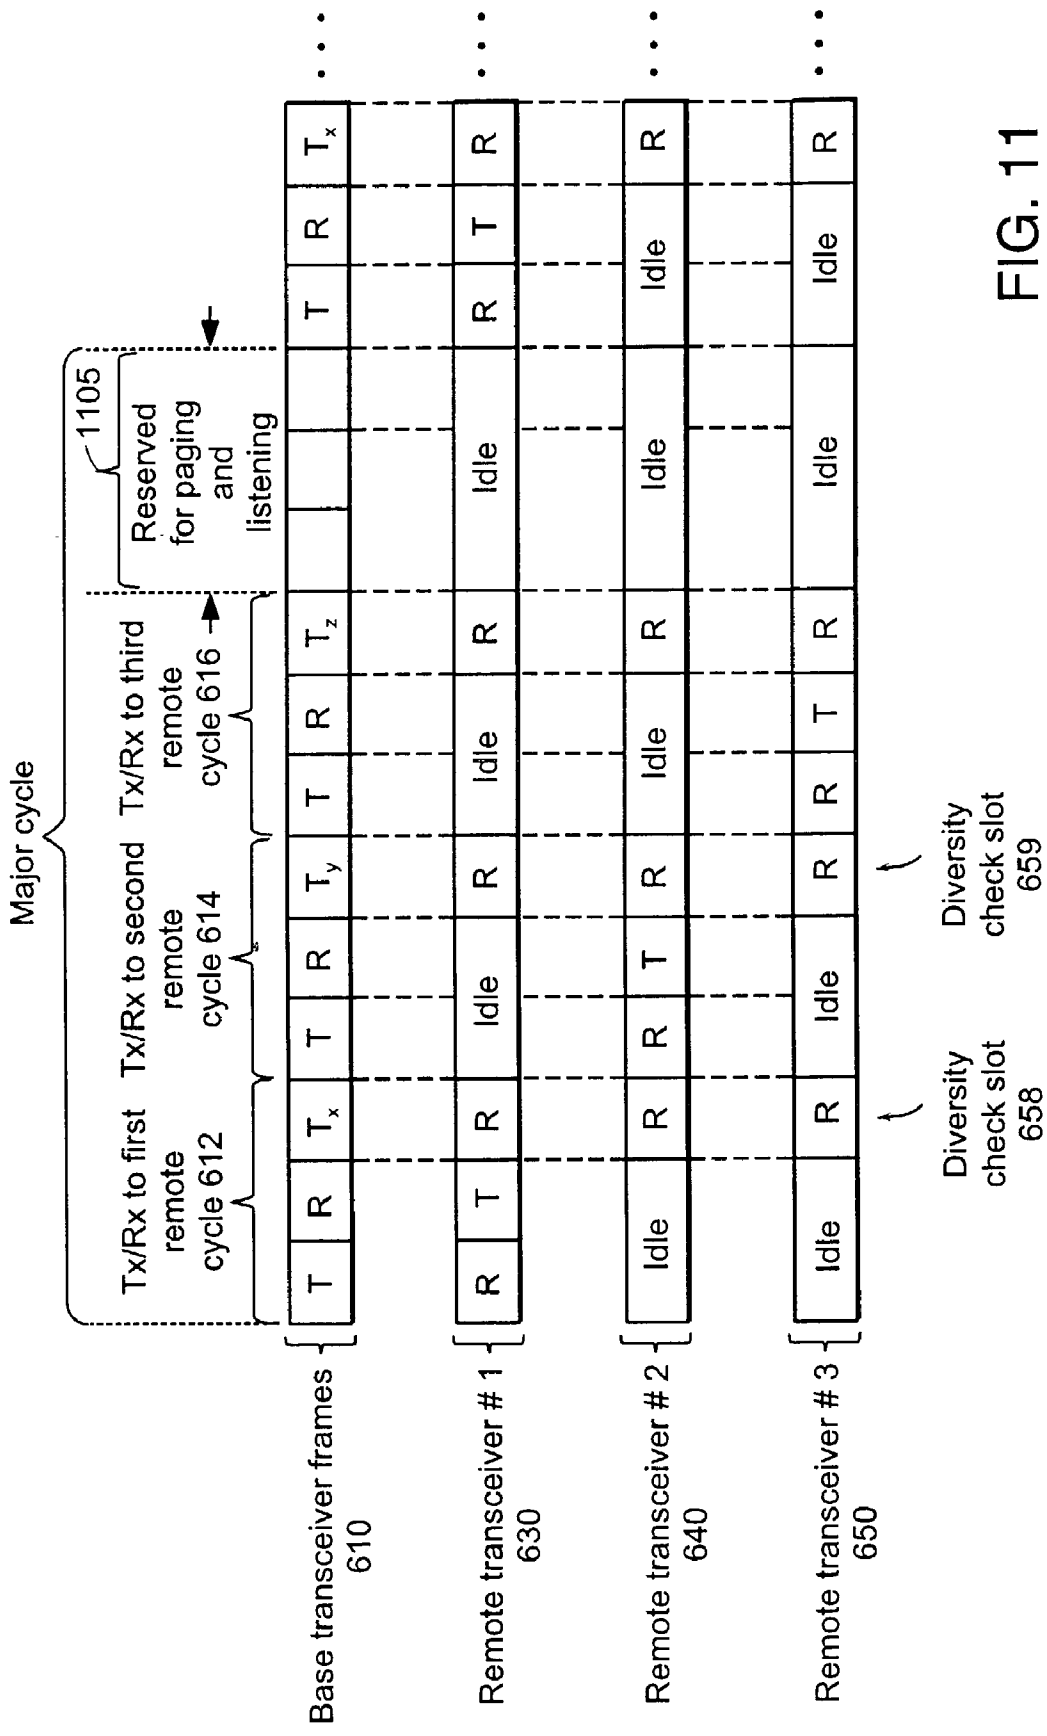 Major cycle
Tx/Rx to first
remote
cycle 612
Tx/Rx to second
remote
cycle 614
Tx/Rx to third
remote
cycle 616
1105
Reserved
for paging
and
listening
Base transceiver frames
610
T R Tx T R Ty T R Tz T R Tx
Remote transceiver # 1
630
R T R Idle R Idle R Idle R T R
Remote transceiver # 2
640
Idle R R T R Idle R Idle Idle R
Remote transceiver # 3
650
Idle R Idle R R T R Idle Idle R
Diversity
check slot
658
Diversity
check slot
659
FIG. 11